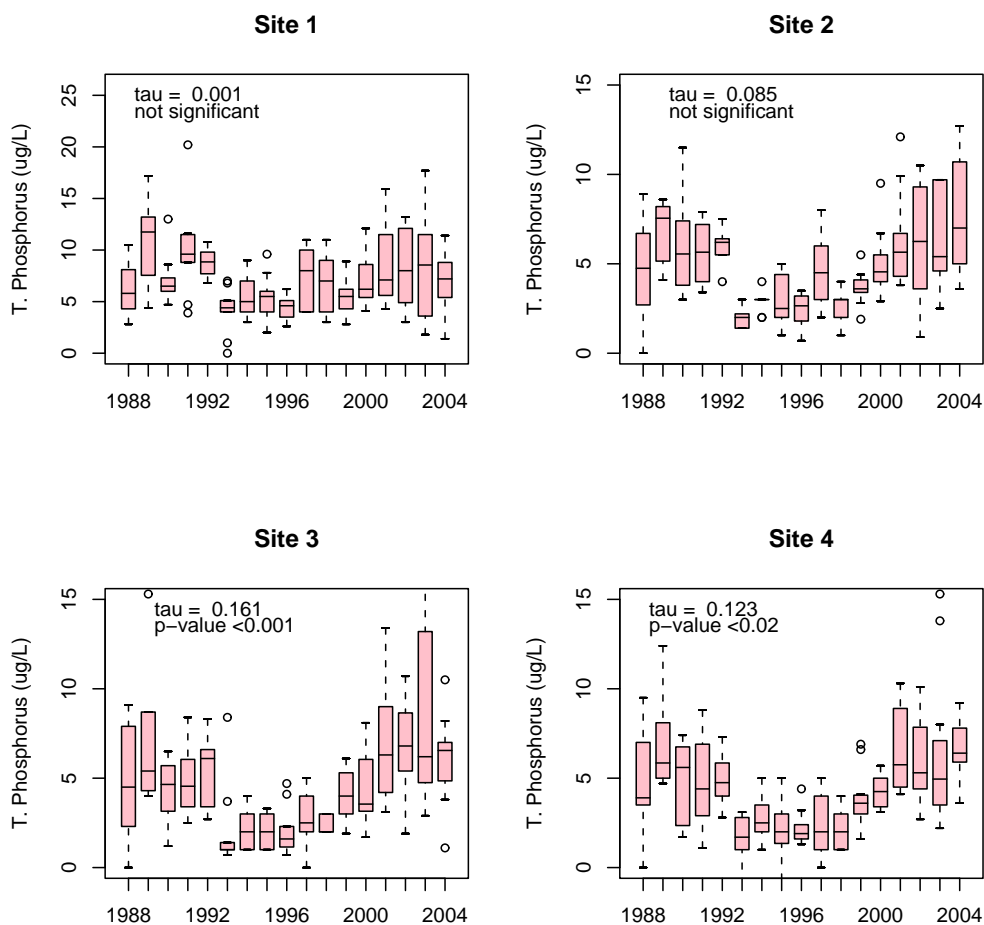 Site 1
T. Phosphorus (ug/L)
tau = 0.001
not significant
25
20
15
10
5
0
1988 1992 1996 2000 2004
Site 2
T. Phosphorus (ug/L)
tau = 0.085
not significant
15
10
5
0
1988 1992 1996 2000 2004
Site 3
T. Phosphorus (ug/L)
tau = 0.161
p−value <0.001
15
10
5
0
1988 1992 1996 2000 2004
Site 4
T. Phosphorus (ug/L)
tau = 0.123
p−value <0.02
15
10
5
0
1988 1992 1996 2000 2004